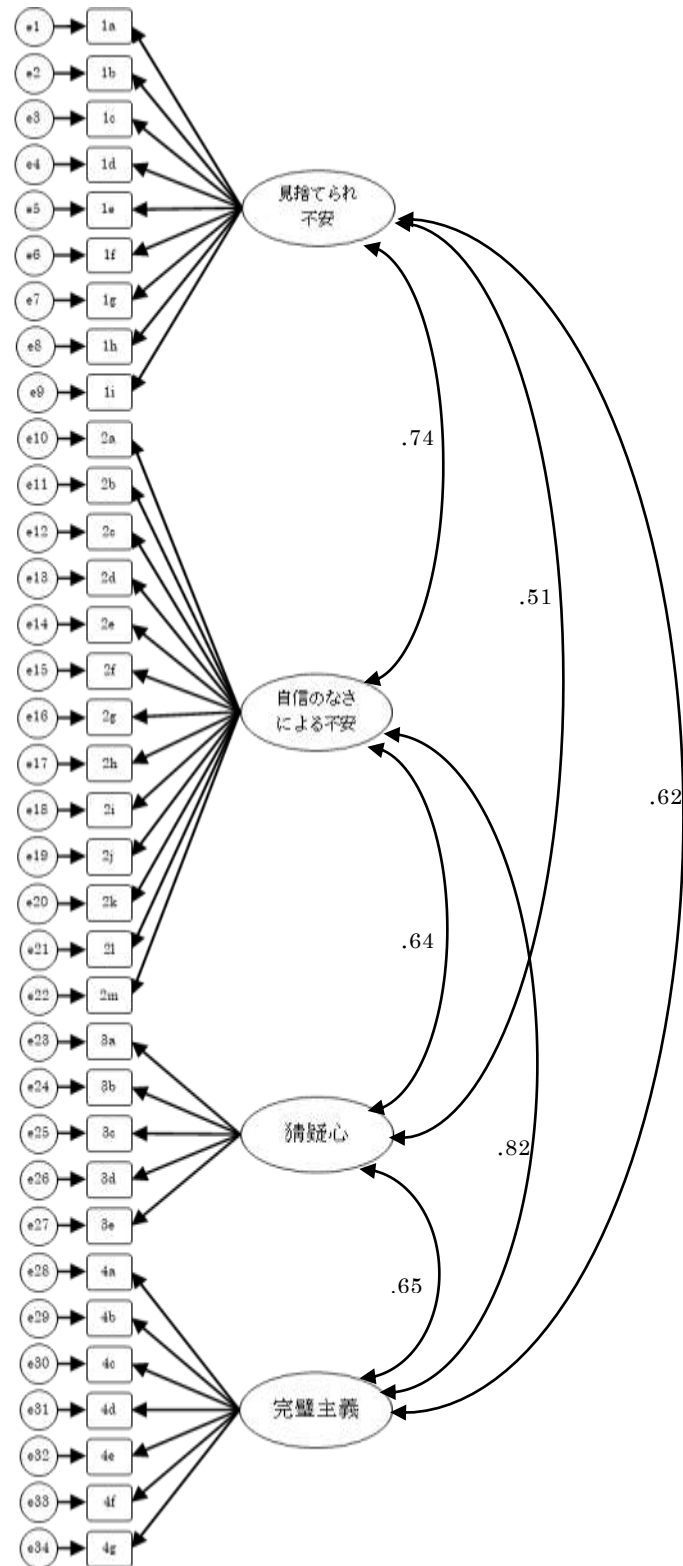 e1 1a
e2 1b
e3 1c
e4 1d
e5 1e
e6 1f
e7 1g
e8 1h
e9 1i
見捨てられ
不安
e10 2a
e11 2b
e12 2c
e13 2d
e14 2e
e15 2f
e16 2g
e17 2h
e18 2i
e19 2j
e20 2k
e21 2l
e22 2m
自信のなさ
による不安
e23 3a
e24 3b
e25 3c
e26 3d
e27 3e
猜疑心
e28 4a
e29 4b
e30 4c
e31 4d
e32 4e
e33 4f
e34 4g
完璧主義
.74
.51
.62
.64
.82
.65